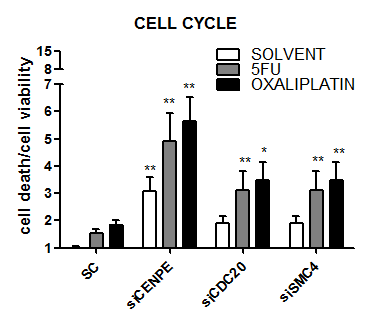 CELL CYCLE
cell death/cell viability
15
8
7
6
5
4
3
2
1
SOLVENT
5FU
OXALIPLATIN
**
**
**
**
*
**
**
SC
siCENPE
siCDC20
siSMC4